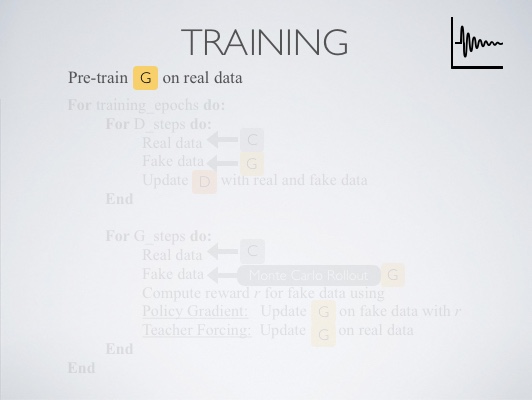 TRAINING
Pre-train G on real data
For training_epochs do:
For D_steps do:
Real data C
Fake data G
Update D with real and fake data
End
For G_steps do:
Real data C
Fake data Monte Carlo Rollout G
Compute reward r for fake data using
Policy Gradient: Update G on fake data with r
Teacher Forcing: Update G on real data
End
End